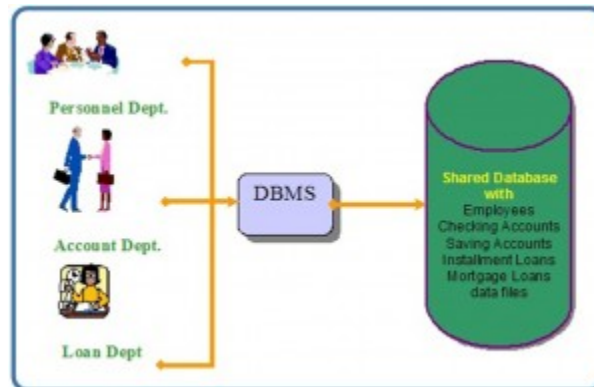 Personnel Dept.
Account Dept.
Loan Dept
DBMS
Shared Database
with
Employees
Checking Accounts
Saving Accounts
Installment Loans
Mortgage Loans
data files